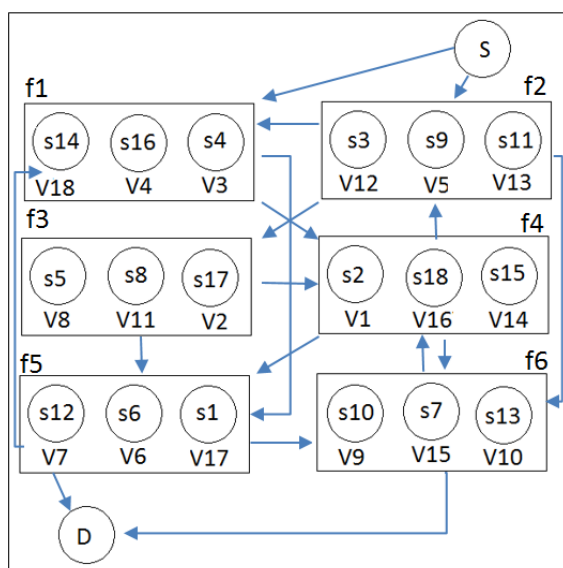 S
f1
f2
s14 s16 s4
s3 s9 s11
V18 V4 V3
V12 V5 V13
f3
f4
s5 s8 s17
s2 s18 s15
V8 V11 V2
V1 V16 V14
f5
f6
s12 s6 s1
s10 s7 s13
V7 V6 V17
V9 V15 V10
D